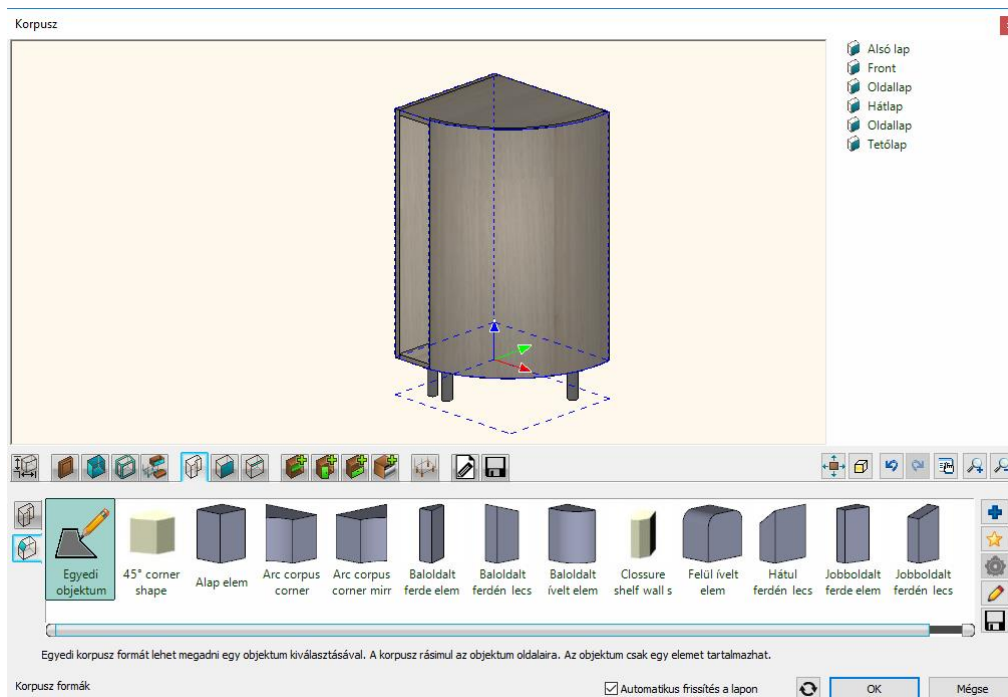 Korpusz
Alsó lap
Front
Oldallap
Hátlap
Oldallap
Tetőlap
Egyedi
objektum
45° corner
shape
Alap elem
Arc corpus
corner
Arc corpus
corner mirr
Baloldalt
ferde elem
Baloldalt
ferdén lecs
Baloldalt
ívelt elem
Clossure
shelf wall s
Felül ívelt
elem
Hátul
ferdén lecs
Jobboldalt
ferde elem
Jobboldalt
ferdén lecs
Egyedi korpusz formát lehet megadni egy objektum kiválasztásával. A korpusz rásimul az objektum oldalaira. Az objektum csak egy elemet tartalmazhat.
Korpusz formák
Automatikus frissítés a lapon
OK
Mégse